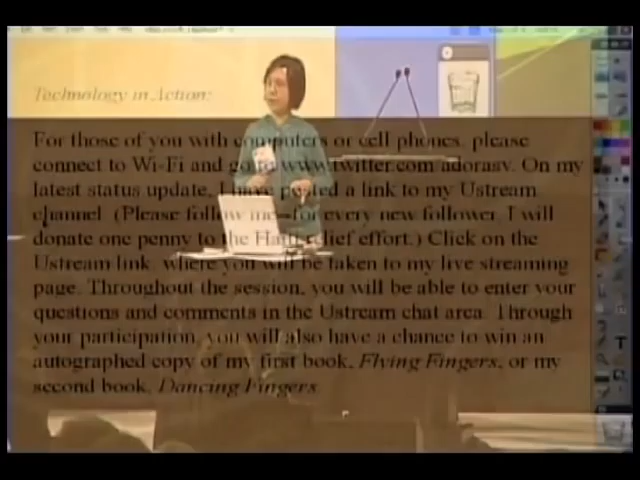 Technology in Action:
For those of you with computers or cell phones, please
connect to Wi-Fi and go to www.twitter.com/adorasv. On my
latest status update, I have posted a link to my Ustream
channel. (Please follow me--for every new follower, I will
donate one penny to the Haiti relief effort.) Click on the
Ustream link, where you will be taken to my live streaming
page. Throughout the session, you will be able to enter your
questions and comments in the Ustream chat area. Through
your participation, you will also have a chance to win an
autographed copy of my first book, Flying Fingers, or my
second book, Dancing Fingers.